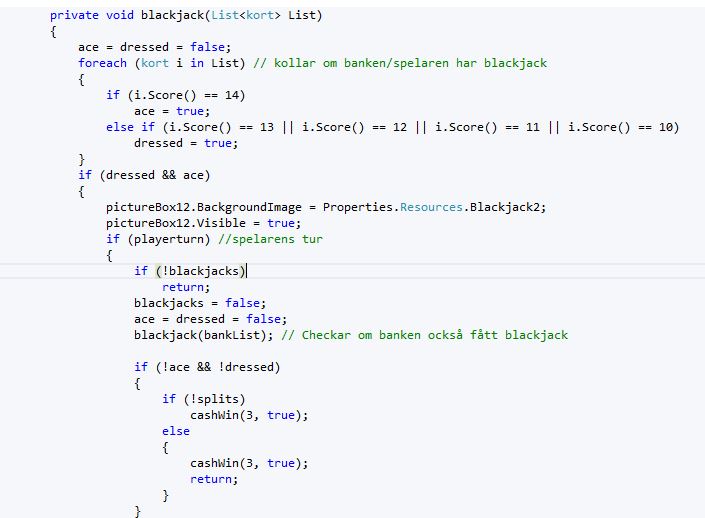 private void blackjack(List<kort> List)
{
ace = dressed = false;
foreach (kort i in List) // kollar om banken/spelaren har blackjack
{
if (i.Score() == 14)
ace = true;
else if (i.Score() == 13 || i.Score() == 12 || i.Score() == 11 || i.Score() == 10)
dressed = true;
}
if (dressed && ace)
{
pictureBox12.BackgroundImage = Properties.Resources.Blackjack2;
pictureBox12.Visible = true;
if (playerturn) //spelarens tur
{
if (!blackjacks)
return;
blackjacks = false;
ace = dressed = false;
blackjack(bankList); // Checkar om banken också fått blackjack
if (!ace && !dressed)
{
if (!splits)
cashWin(3, true);
else
{
cashWin(3, true);
return;
}
}